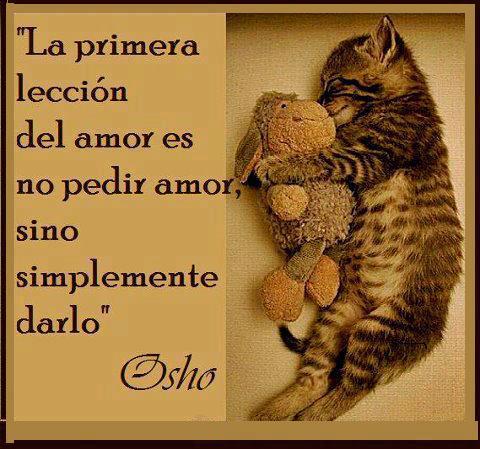 "La primera
lección
del amor es
no pedir amor,
sino
simplemente
darlo"
Osho